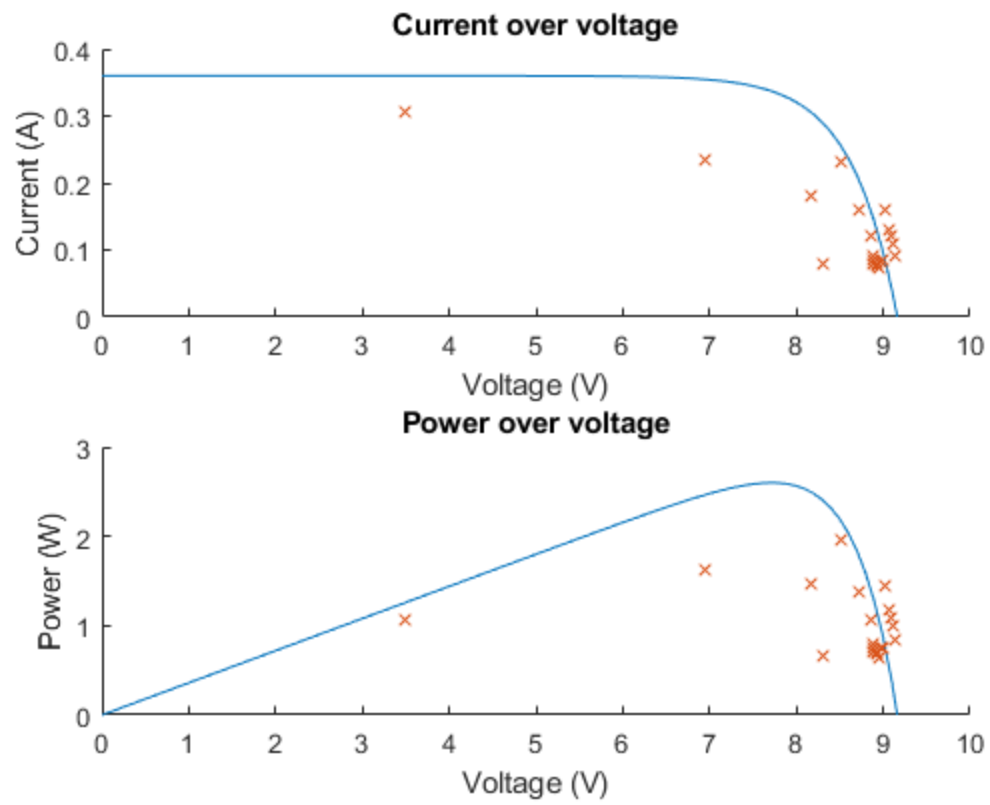 Current over voltage
0.4
0.3
0.2
0.1
0
Current (A)
0 1 2 3 4 5 6 7 8 9 10
Voltage (V)
Power over voltage
3
2
1
0
Power (W)
0 1 2 3 4 5 6 7 8 9 10
Voltage (V)